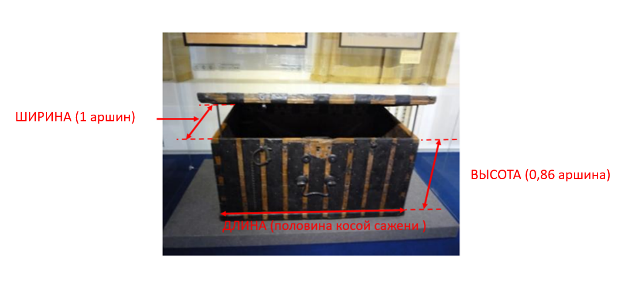 ШИРИНА (1 аршин)
ВЫСОТА (0,86 аршина)
ДЛИНА (половина косой сажени )